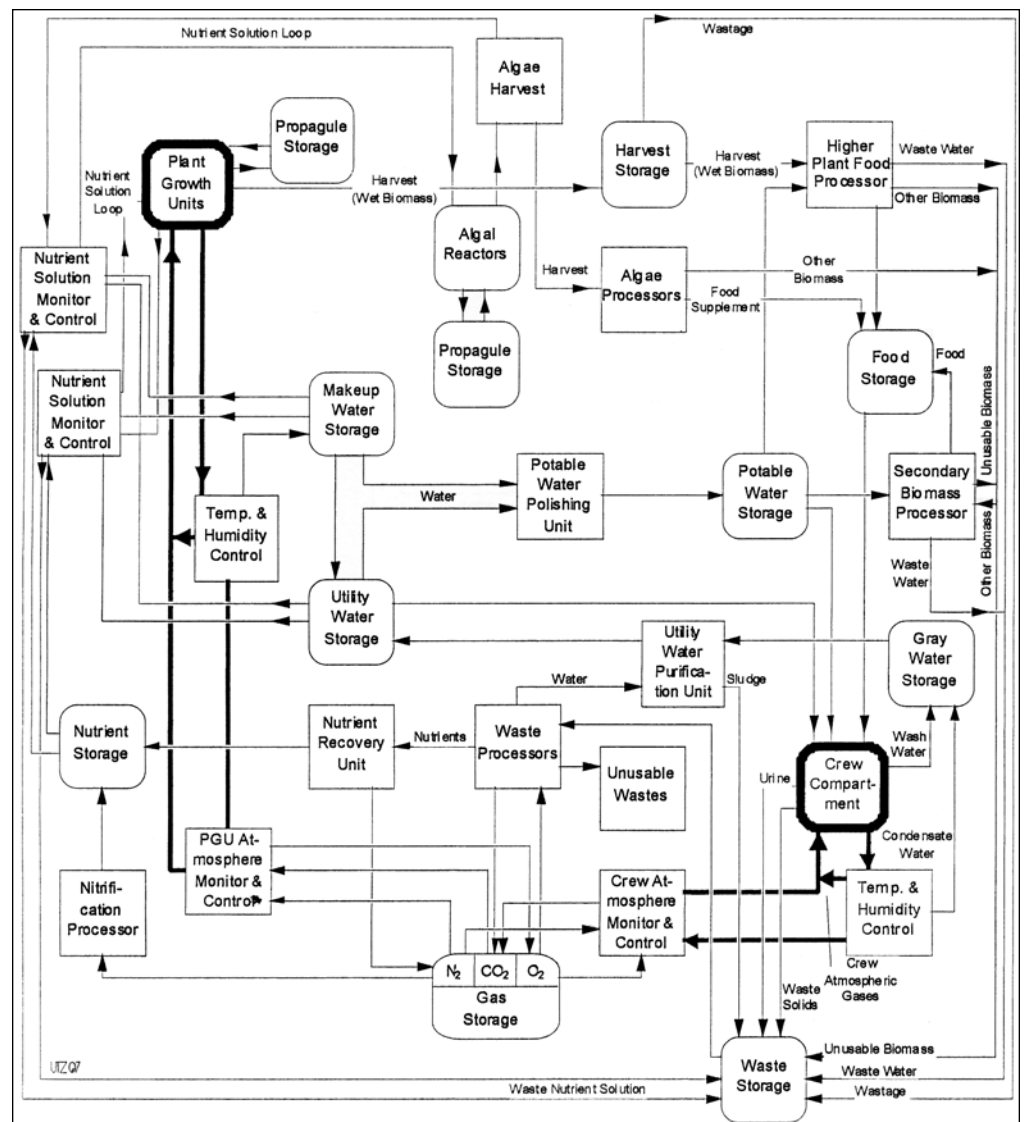 Wastage
Nutrient Solution Loop
Algae
Harvest
Propagule
Storage
Plant
Growth
Units
Nutrient
Solution
Loop
Harvest
(Wet Biomass)
Harvest
Storage
Harvest
(Wet Biomass)
Higher
Plant Food
Processor
Waste Water
Other Biomass
Algal
Reactors
Nutrient
Solution
Monitor
& Control
Harvest
Algae
Processors
Other
Biomass
Food
Supplement
Propagule
Storage
Food
Storage
Food
Unusable Biomass
Nutrient
Solution
Monitor
& Control
Makeup
Water
Storage
Water
Potable
Water
Polishing
Unit
Potable
Water
Storage
Secondary
Biomass
Processor
Other Biomass
Temp. &
Humidity
Control
Waste
Water
Utility
Water
Storage
Utility
Water
Purifica-
tion Unit
Gray
Water
Storage
Water
Sludge
Nutrient
Storage
Nutrient
Recovery
Unit
Nutrients
Waste
Processors
Unusable
Wastes
Wash
Water
Urine
Crew
Compart-
ment
Condensate
Water
PGU At-
mosphere
Monitor &
Control
Nitrifi-
cation
Processor
Crew At-
mosphere
Monitor &
Control
Temp. &
Humidity
Control
N₂ CO₂ O₂
Gas
Storage
Crew
Atmospheric
Gases
Waste
Solids
Waste
Storage
Unusable Biomass
Waste Water
Wastage
Waste Nutrient Solution